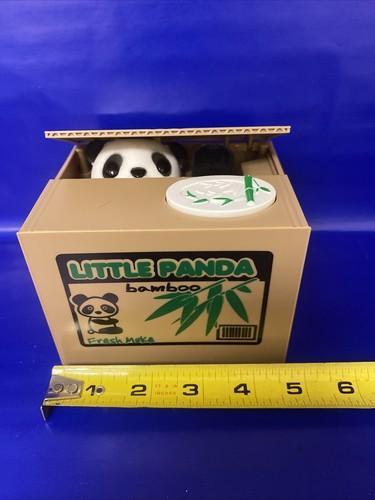 LITTLE PANDA
bamboo
Fresh Make
1 2 3 4 5 6